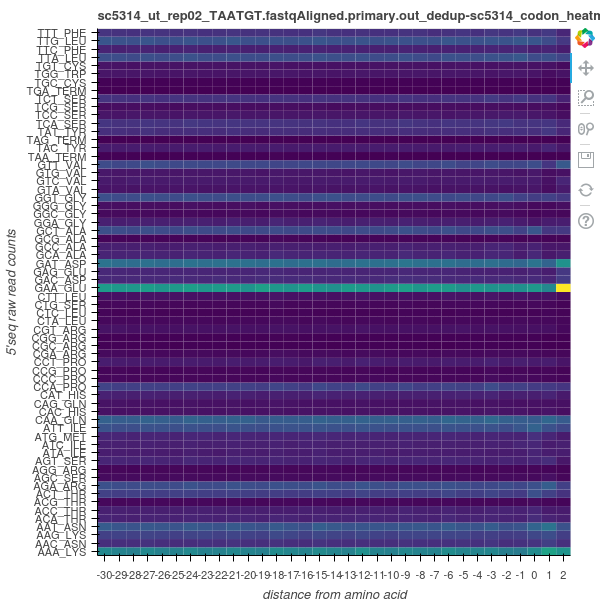 sc5314_ut_rep02_TAATGT.fastqAligned.primary.out_dedup-sc5314_codon_heatm
TTT_PHE
TTG_LEU
TTC_PHE
TTA_LEU
TGT_CYS
TGG_TRP
TGC_CYS
TGA_TERM
TCT_SER
TCG_SER
TCC_SER
TCA_SER
TAT_TYR
TAG_TERM
TAC_TYR
TAA_TERM
GTT_VAL
GTG_VAL
GTC_VAL
GTA_VAL
GGT_GLY
GGG_GLY
GGC_GLY
GGA_GLY
GCT_ALA
GCG_ALA
GCC_ALA
GCA_ALA
GAT_ASP
GAG_GLU
GAC_ASP
GAA_GLU
CTT_LEU
CTG_SER
CTC_LEU
CTA_LEU
CGT_ARG
CGG_ARG
CGC_ARG
CGA_ARG
CCT_PRO
CCG_PRO
CCC_PRO
CCA_PRO
CAT_HIS
CAG_GLN
CAC_HIS
CAA_GLN
ATT_ILE
ATG_MET
ATC_ILE
ATA_ILE
AGT_SER
AGG_ARG
AGC_SER
AGA_ARG
ACT_THR
ACG_THR
ACC_THR
ACA_THR
AAT_ASN
AAG_LYS
AAC_ASN
AAA_LYS
5'seq raw read counts
-30 -29 -28 -27 -26 -25 -24 -23 -22 -21 -20 -19 -18 -17 -16 -15 -14 -13 -12 -11 -10 -9 -8 -7 -6 -5 -4 -3 -2 -1 0 1 2
distance from amino acid